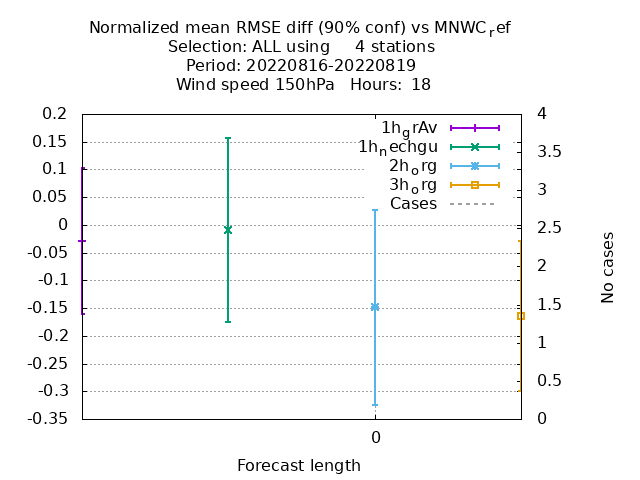 Normalized mean RMSE diff (90% conf) vs MNWC_ref
Selection: ALL using 4 stations
Period: 20220816-20220819
Wind speed 150hPa Hours: 18
0.2
0.15
0.1
0.05
0
-0.05
-0.1
-0.15
-0.2
-0.25
-0.3
-0.35
4
3.5
3
2.5
2
1.5
1
0.5
0
1h_grAv
1h_nechgu
2h_org
3h_org
Cases
No cases
0
Forecast length